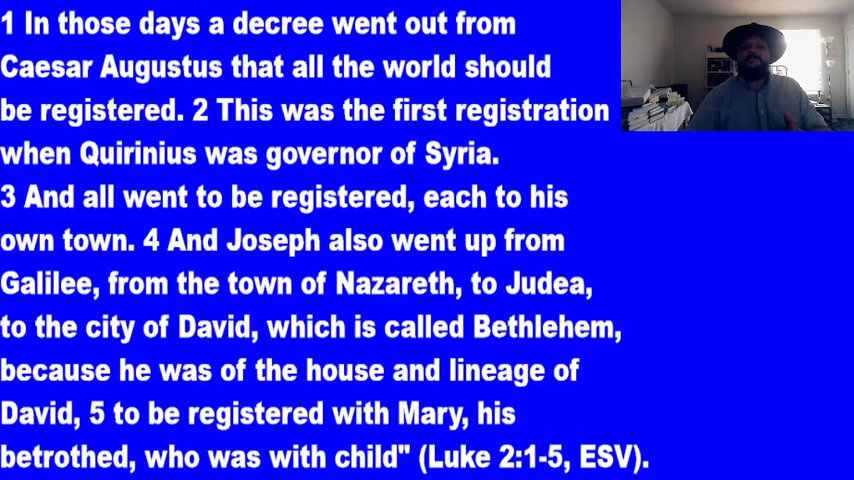 1 In those days a decree went out from
Caesar Augustus that all the world should
be registered. 2 This was the first registration
when Quirinius was governor of Syria.
3 And all went to be registered, each to his
own town. 4 And Joseph also went up from
Galilee, from the town of Nazareth, to Judea,
to the city of David, which is called Bethlehem,
because he was of the house and lineage of
David, 5 to be registered with Mary, his
betrothed, who was with child" (Luke 2:1-5, ESV).